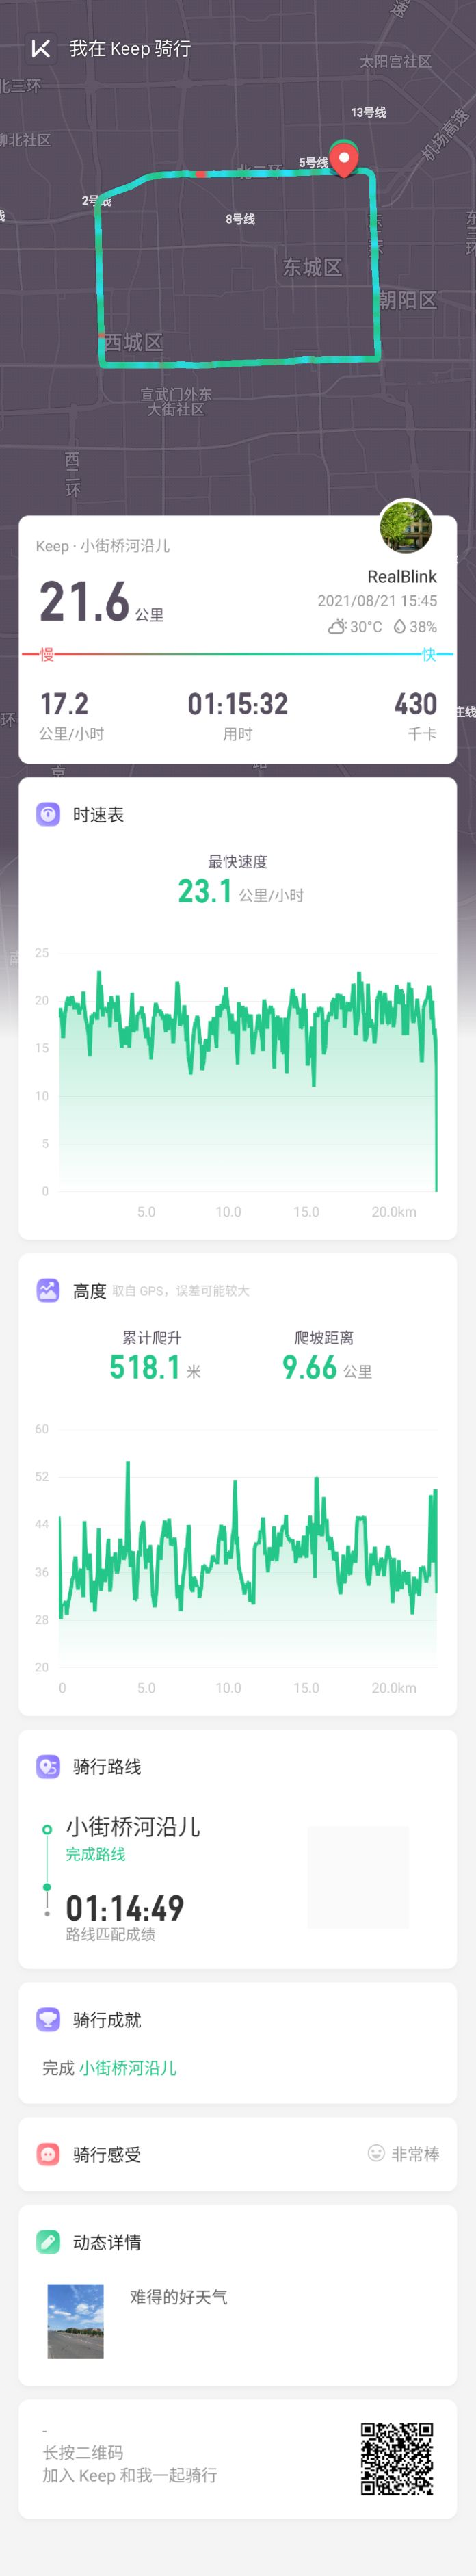 我在 Keep 骑行
太阳宫社区
北三环
柳北社区
13号线
机场高速
北二环
5号线
2号线
8号线
东二环
东三环
东城区
朝阳区
西城区
宣武门外东
大街社区
西二环
Keep · 小街桥河沿儿
RealBlink
21.6 公里
2021/08/21 15:45
30°C 38%
慢 快
17.2 01:15:32 430
公里/小时 用时 千卡
时速表
最快速度
23.1 公里/小时
25
20
15
10
5
0
5.0 10.0 15.0 20.0km
高度 取自 GPS，误差可能较大
累计爬升 爬坡距离
518.1 米 9.66 公里
60
52
44
36
28
20
0 5.0 10.0 15.0 20.0km
骑行路线
小街桥河沿儿
完成路线
01:14:49
路线匹配成绩
骑行成就
完成 小街桥河沿儿
骑行感受 非常棒
动态详情
难得的好天气
-
长按二维码
加入 Keep 和我一起骑行